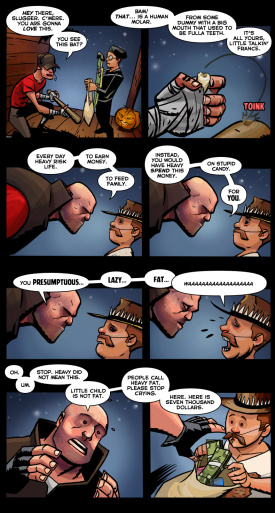 HEY THERE,
SLUGGER. C'MERE.
YOU ARE GONNA
LOVE THIS.
YOU SEE
THIS BAT?
BAM!
THAT... IS A HUMAN
MOLAR.
FROM SOME
DUMMY WITH A BIG
MOUTH THAT USED TO
BE FULLA TEETH.
IT'S
ALL YOURS,
LITTLE TALKIN'
FRANCE.
TOINK
EVERY DAY
HEAVY RISK
LIFE.
TO EARN
MONEY.
TO FEED
FAMILY.
INSTEAD,
YOU WOULD
HAVE HEAVY
SPEND THIS
MONEY.
ON STUPID
CANDY.
FOR
YOU.
YOU PRESUMPTUOUS...
LAZY...
FAT...
WAAAAAAAAAAAAAAAAAAA
OH.
UM.
STOP. HEAVY DID
NOT MEAN THIS.
LITTLE CHILD
IS NOT FAT.
PEOPLE CALL
HEAVY FAT.
PLEASE STOP
CRYING.
HERE. HERE IS
SEVEN THOUSAND
DOLLARS.